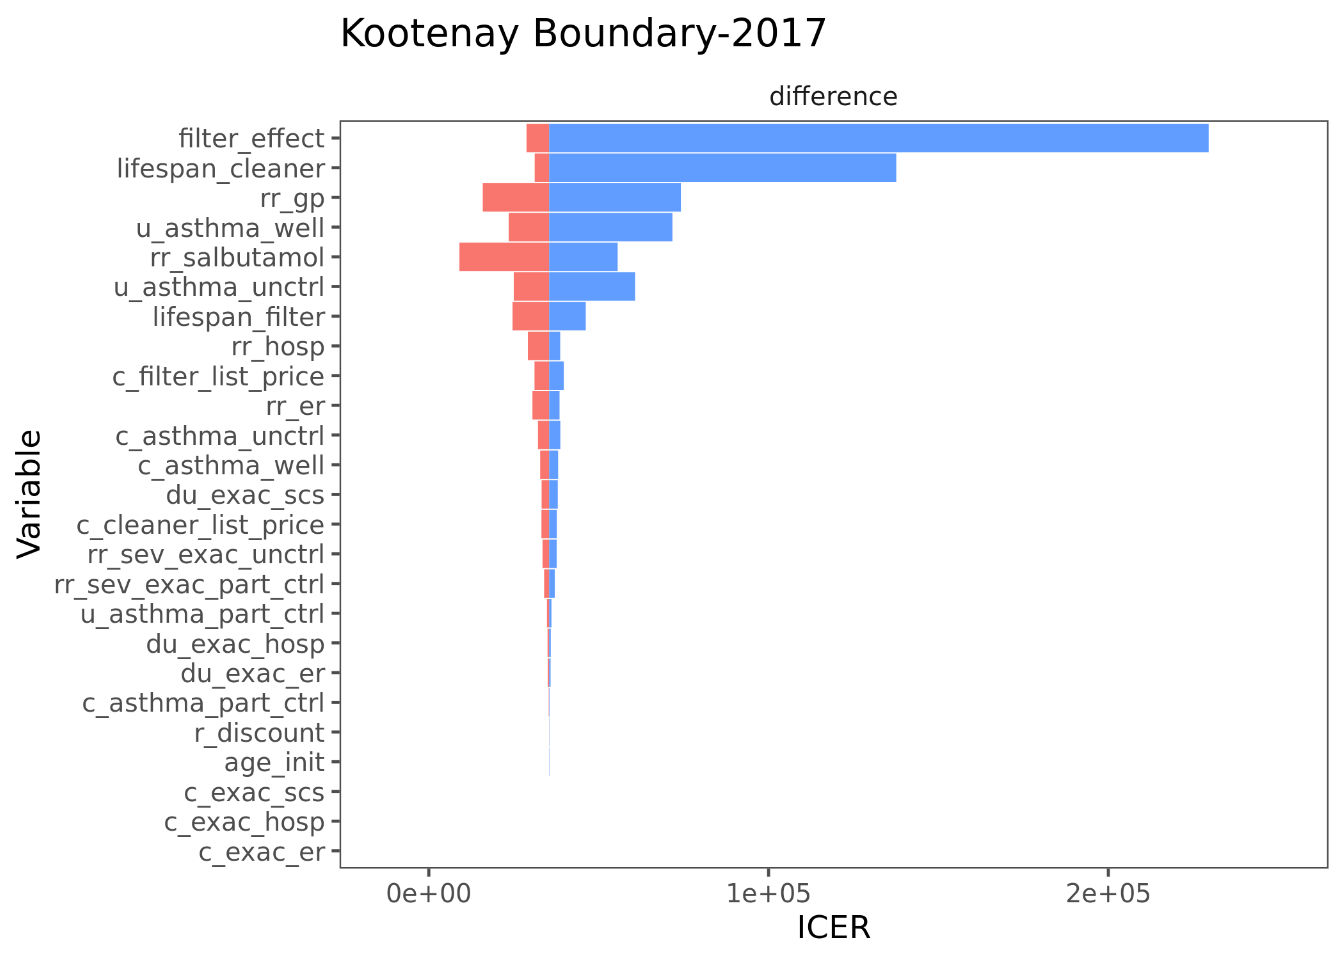 Kootenay Boundary-2017
difference
filter_effect
lifespan_cleaner
rr_gp
u_asthma_well
rr_salbutamol
u_asthma_unctrl
lifespan_filter
rr_hosp
c_filter_list_price
rr_er
c_asthma_unctrl
c_asthma_well
du_exac_scs
c_cleaner_list_price
rr_sev_exac_unctrl
rr_sev_exac_part_ctrl
u_asthma_part_ctrl
du_exac_hosp
du_exac_er
c_asthma_part_ctrl
r_discount
age_init
c_exac_scs
c_exac_hosp
c_exac_er
Variable
0e+00 1e+05 2e+05
ICER